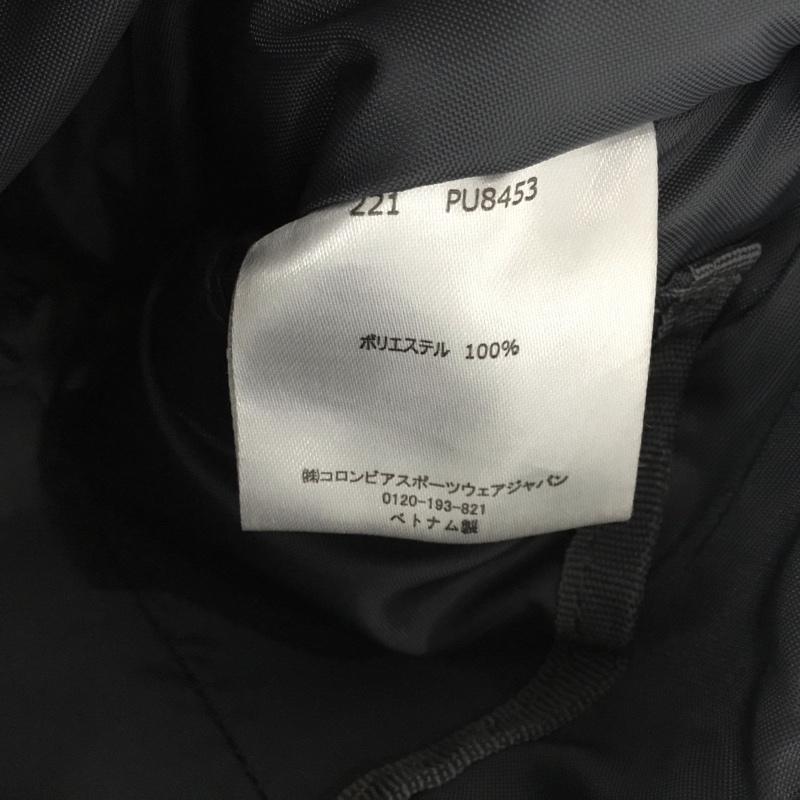 221 PU8453
ポリエステル 100%
㈱コロンビアスポーツウェアジャパン
0120-193-821
ベトナム製